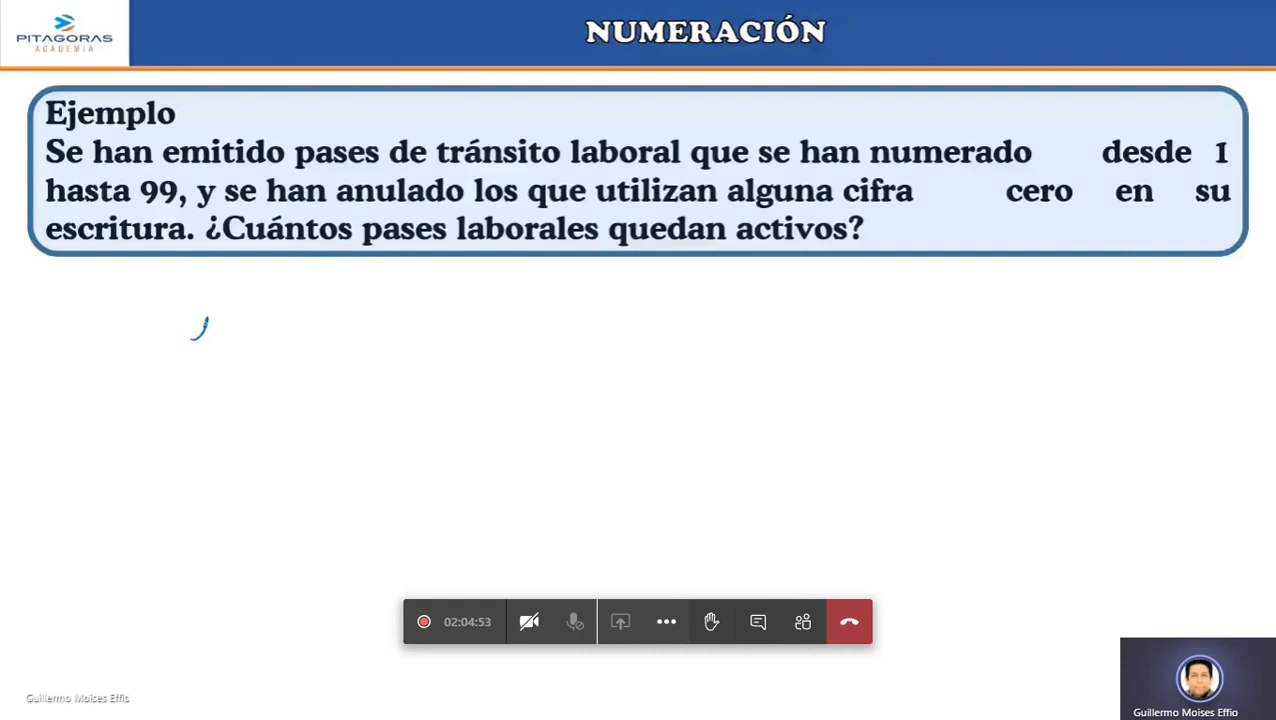 PITAGORAS
ACADEMIA
NUMERACIÓN
Ejemplo
Se han emitido pases de tránsito laboral que se han numerado desde 1
hasta 99, y se han anulado los que utilizan alguna cifra cero en su
escritura. ¿Cuántos pases laborales quedan activos?
02:04:53
Guillermo Moises Effio
Guillermo Moises Effio